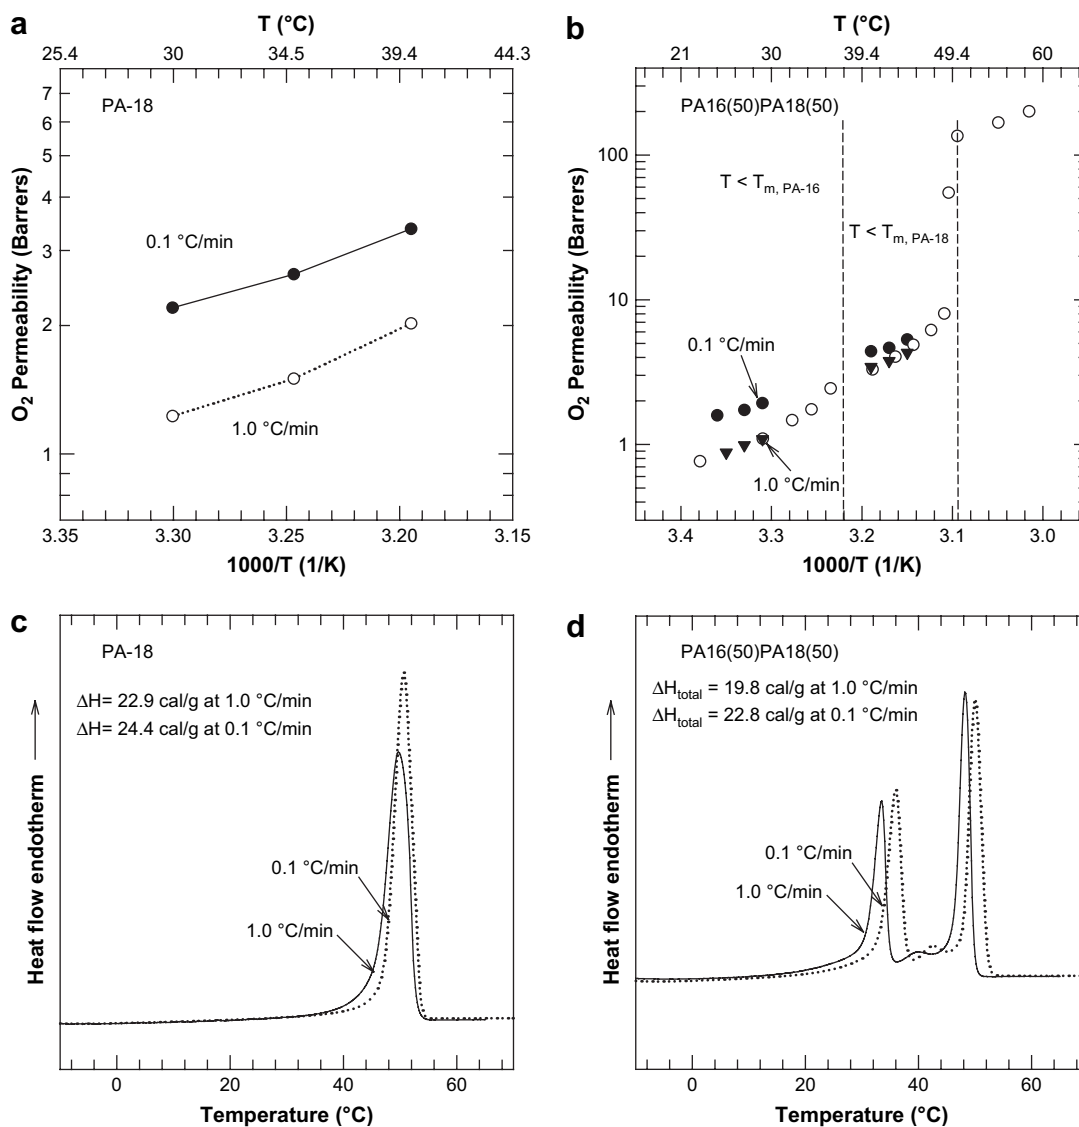 a
T (°C)
25.4 30 34.5 39.4 44.3
PA-18
7
6
5
4
3
2
1
0.1 °C/min
1.0 °C/min
O2 Permeability (Barrers)
3.35 3.30 3.25 3.20 3.15
1000/T (1/K)
b
T (°C)
21 30 39.4 49.4 60
PA16(50)PA18(50)
100
10
1
T < Tm, PA-16
T < Tm, PA-18
0.1 °C/min
1.0 °C/min
O2 Permeability (Barrers)
3.4 3.3 3.2 3.1 3.0
1000/T (1/K)
c
PA-18
ΔH= 22.9 cal/g at 1.0 °C/min
ΔH= 24.4 cal/g at 0.1 °C/min
0.1 °C/min
1.0 °C/min
Heat flow endotherm
0 20 40 60
Temperature (°C)
d
PA16(50)PA18(50)
ΔHtotal = 19.8 cal/g at 1.0 °C/min
ΔHtotal = 22.8 cal/g at 0.1 °C/min
0.1 °C/min
1.0 °C/min
Heat flow endotherm
0 20 40 60
Temperature (°C)